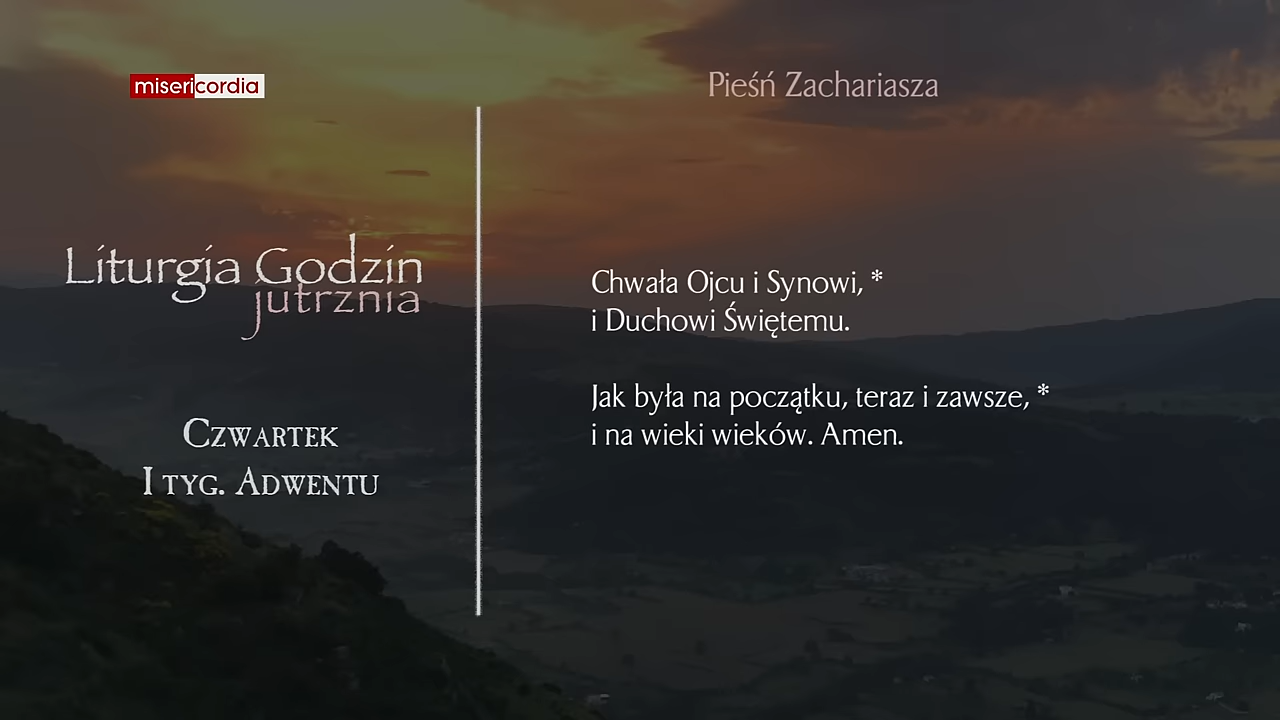 misericordia
Pieśń Zachariasza
Liturgia Godzin
jutrznia
Czwartek
I tyg. Adwentu
Chwała Ojcu i Synowi, *
i Duchowi Świętemu.
Jak była na początku, teraz i zawsze, *
i na wieki wieków. Amen.